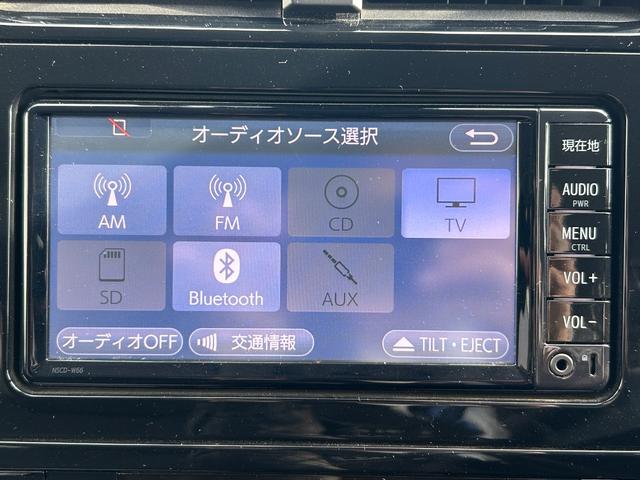 オーディオソース選択
AM
FM
CD
TV
SD
Bluetooth
AUX
オーディオOFF
交通情報
TILT・EJECT
現在地
AUDIO
PWR
MENU
CTRL
VOL+
VOL-
NSCD-W66